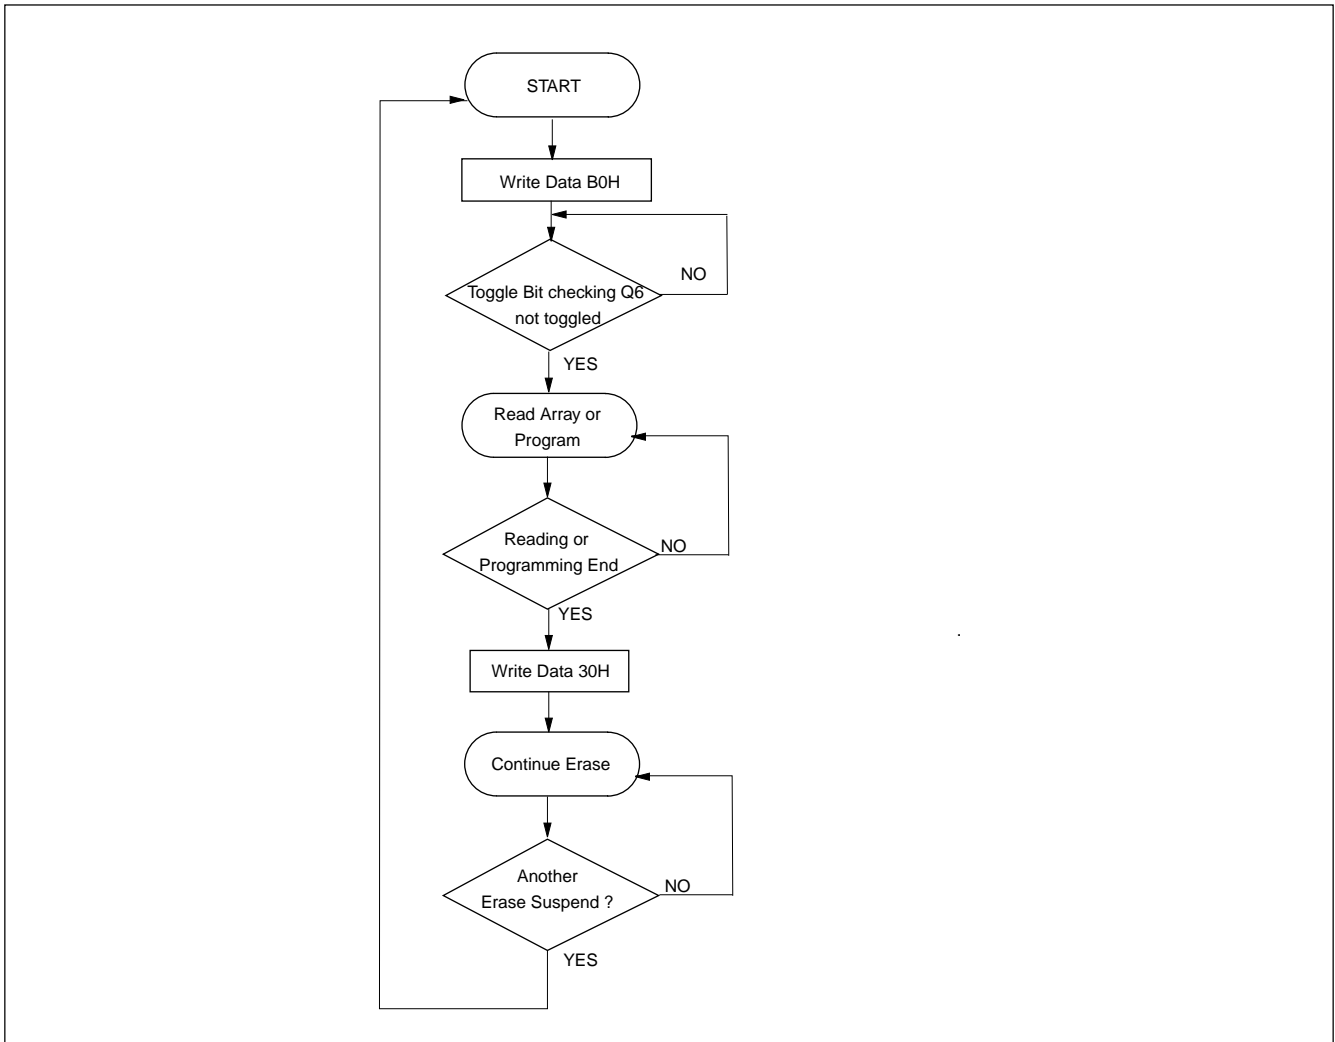 START
Write Data B0H
NO
Toggle Bit checking Q6
not toggled
YES
Read Array or
Program
Reading or
NO
Programming End
YES
Write Data 30H
Continue Erase
Another
NO
Erase Suspend ?
YES